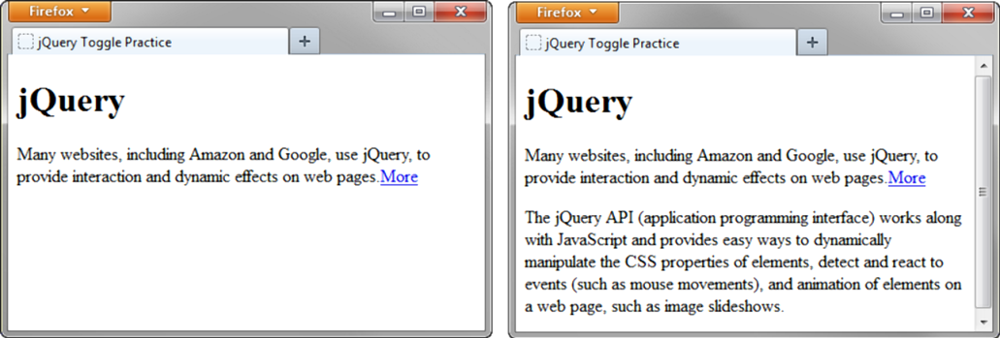 Firefox
jQuery Toggle Practice
jQuery
Many websites, including Amazon and Google, use jQuery, to
provide interaction and dynamic effects on web pages.More
Firefox
jQuery Toggle Practice
jQuery
Many websites, including Amazon and Google, use jQuery, to
provide interaction and dynamic effects on web pages.More
The jQuery API (application programming interface) works along
with JavaScript and provides easy ways to dynamically
manipulate the CSS properties of elements, detect and react to
events (such as mouse movements), and animation of elements on
a web page, such as image slideshows.